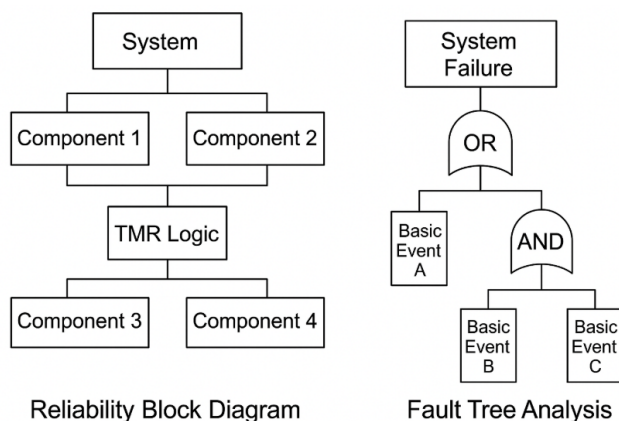 System
Component 1
Component 2
TMR Logic
Component 3
Component 4
Reliability Block Diagram
System
Failure
OR
Basic
Event
A
AND
Basic
Event
B
Basic
Event
C
Fault Tree Analysis